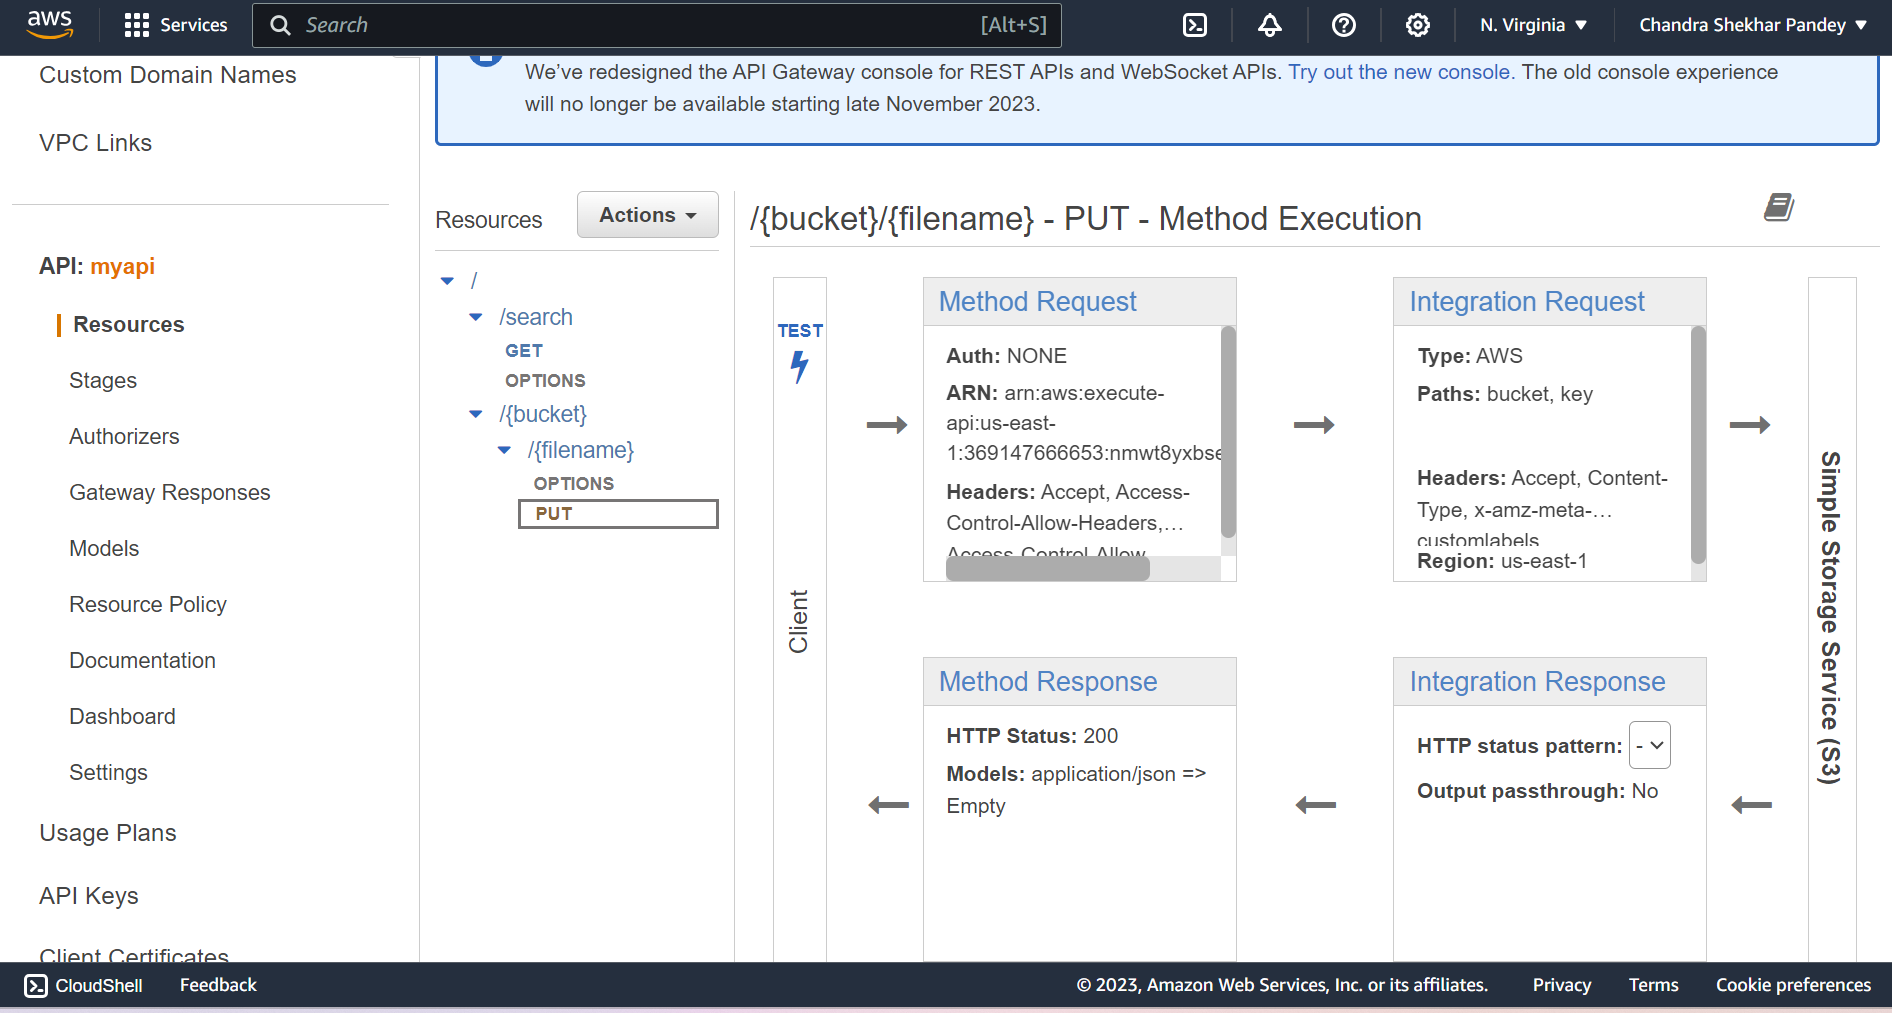 aws
Services
Search
[Alt+S]
N. Virginia
Chandra Shekhar Pandey
Custom Domain Names
VPC Links
API: myapi
Resources
Stages
Authorizers
Gateway Responses
Models
Resource Policy
Documentation
Dashboard
Settings
Usage Plans
API Keys
Client Certificates
We've redesigned the API Gateway console for REST APIs and WebSocket APIs. Try out the new console. The old console experience
will no longer be available starting late November 2023.
Resources
Actions
/
/search
GET
OPTIONS
/{bucket}
/{filename}
OPTIONS
PUT
/{bucket}/{filename} - PUT - Method Execution
TEST
Client
Method Request
Auth: NONE
ARN: arn:aws:execute-
api:us-east-
1:369147666653:nmwt8yxbse
Headers: Accept, Access-
Control-Allow-Headers,…
Access-Control-Allow
Integration Request
Type: AWS
Paths: bucket, key
Headers: Accept, Content-
Type, x-amz-meta-…
customlabels
Region: us-east-1
Simple Storage Service (S3)
Method Response
HTTP Status: 200
Models: application/json =>
Empty
Integration Response
HTTP status pattern: -
Output passthrough: No
CloudShell
Feedback
© 2023, Amazon Web Services, Inc. or its affiliates.
Privacy
Terms
Cookie preferences